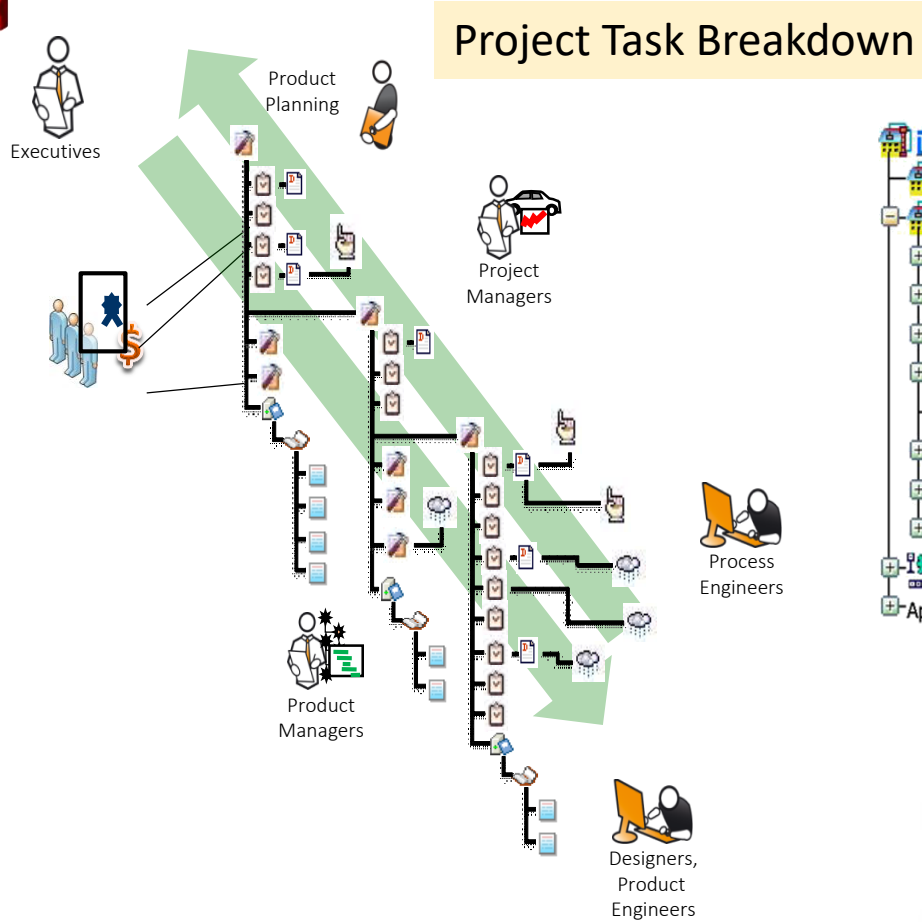 Project Task Breakdown
Product
Planning
Executives
Project
Managers
$
Process
Engineers
Product
Managers
Designers,
Product
Engineers